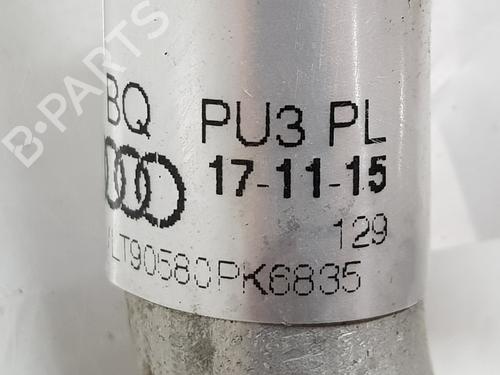 B-PARTS
BQ PU3 PL
17-11-15
129
LT90580PK6835